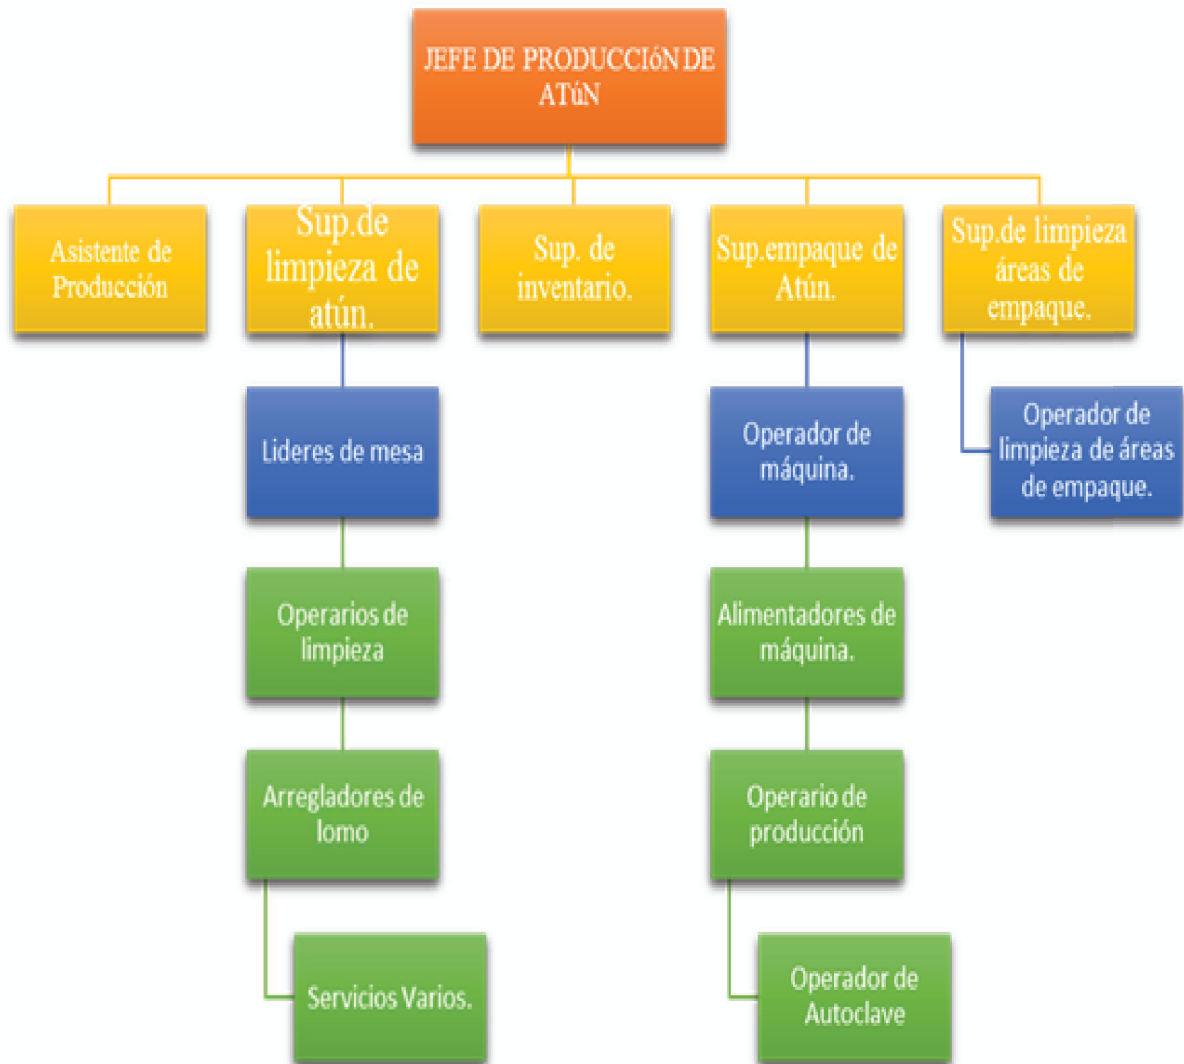 JEFE DE PRODUCCIóN DE
ATúN
Asistente de
Producción
Sup.de
limpieza de
atún.
Sup. de
inventario.
Sup.empaque de
Atún.
Sup.de limpieza
áreas de
empaque.
Lideres de mesa
Operador de
máquina.
Operador de
limpieza de áreas
de empaque.
Operarios de
limpieza
Alimentadores de
máquina.
Arregladores de
lomo
Operario de
producción
Servicios Varios.
Operador de
Autoclave